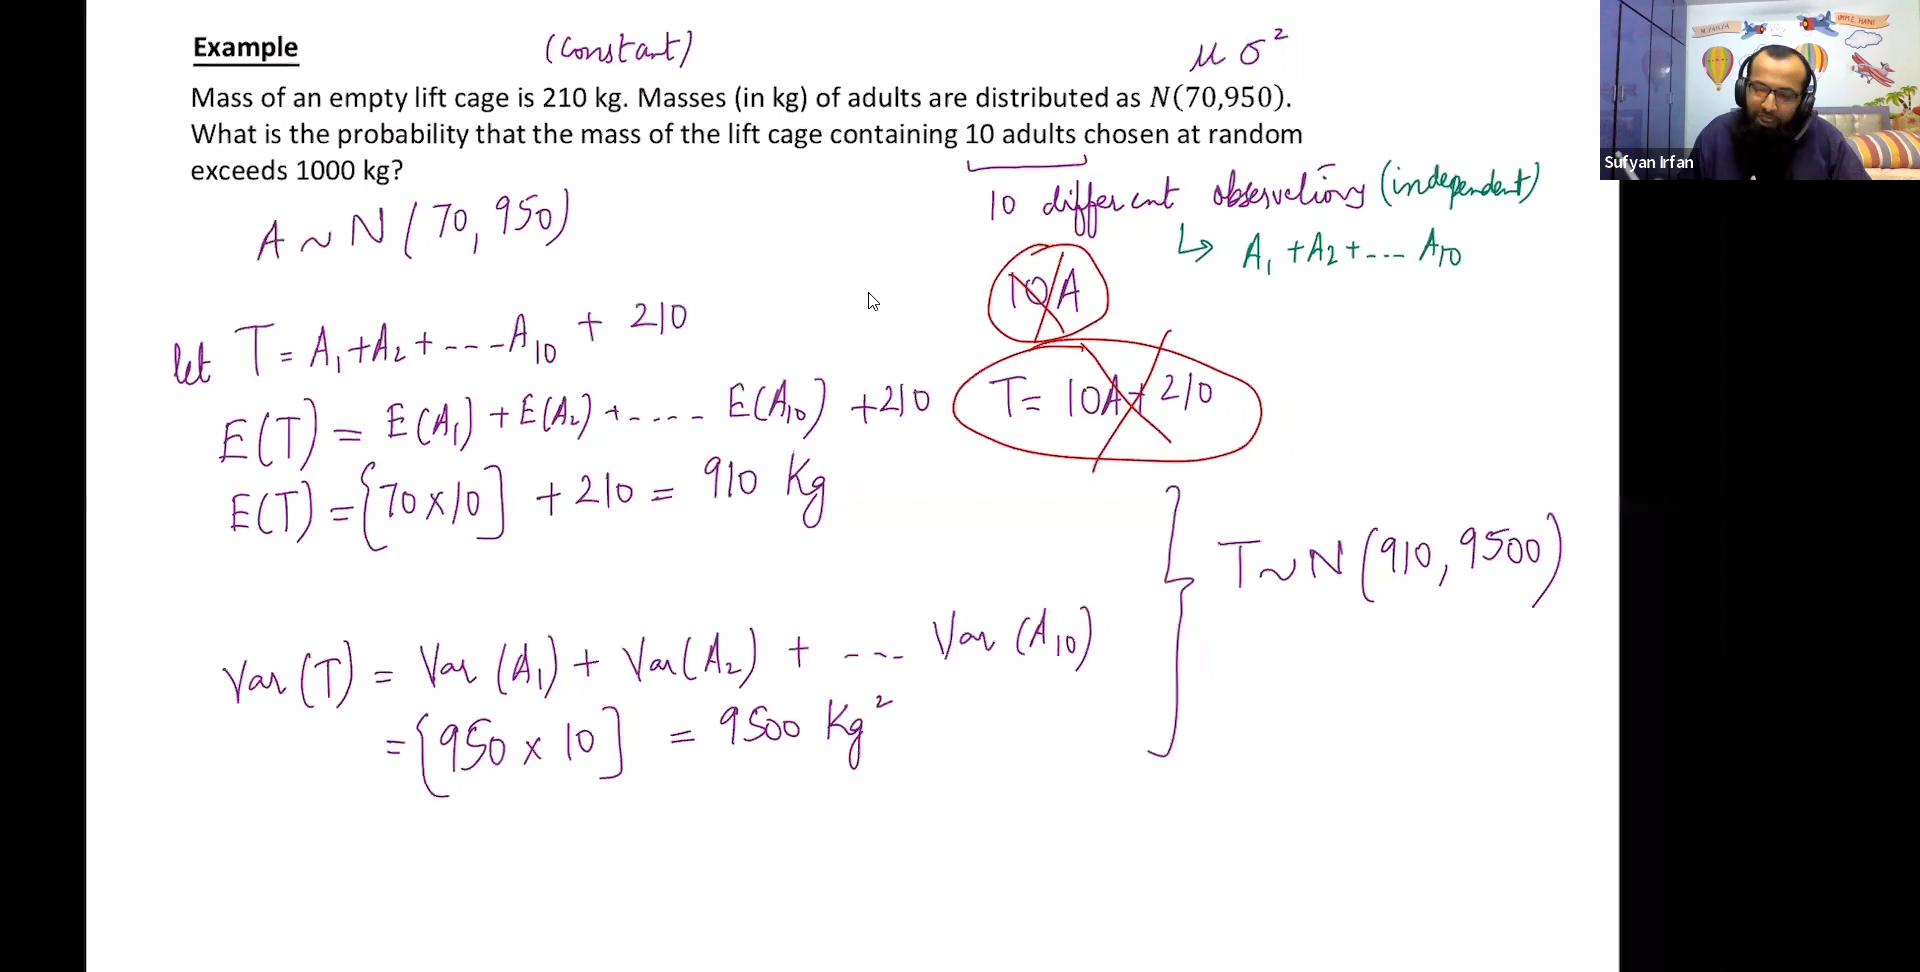 Example
(Constant)
μ σ²
Mass of an empty lift cage is 210 kg. Masses (in kg) of adults are distributed as N(70,950).
What is the probability that the mass of the lift cage containing 10 adults chosen at random
exceeds 1000 kg?
10 different observations (independent)
↳ A₁ + A₂ + --- A₁₀
A ~ N(70, 950)
10A
let T = A₁ + A₂ + ---- A₁₀ + 210
T = 10A + 210
E(T) = E(A₁) + E(A₂) + ---- E(A₁₀) + 210
E(T) = [70 × 10] + 210 = 910 Kg
T ~ N(910, 9500)
Var(T) = Var(A₁) + Var(A₂) + --- Var(A₁₀)
= [950 × 10] = 9500 Kg²
Sufyan Irfan